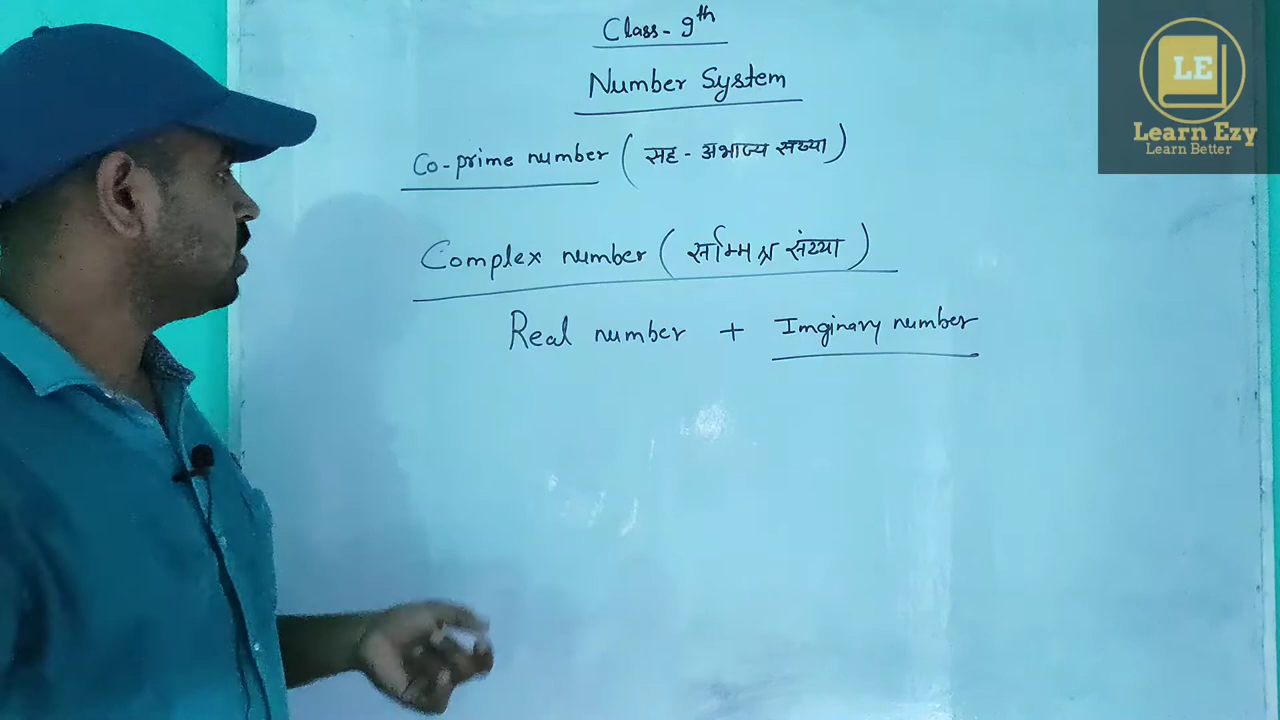 Class - 9th
Number System
Co-prime number (सह - अभाज्य संख्या)
Complex number (सम्मिश्र संख्या)
Real number + Imginary number
LE
Learn Ezy
Learn Better